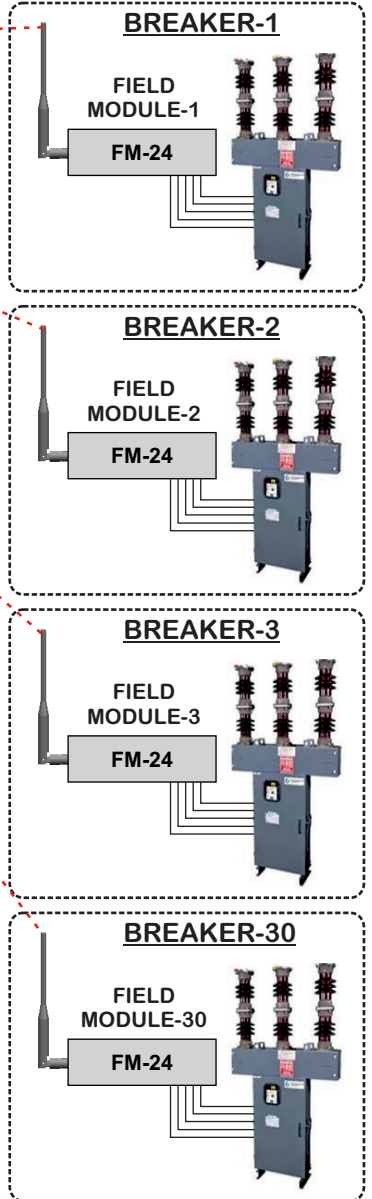 BREAKER-1
FIELD
MODULE-1
FM-24
BREAKER-2
FIELD
MODULE-2
FM-24
BREAKER-3
FIELD
MODULE-3
FM-24
BREAKER-30
FIELD
MODULE-30
FM-24